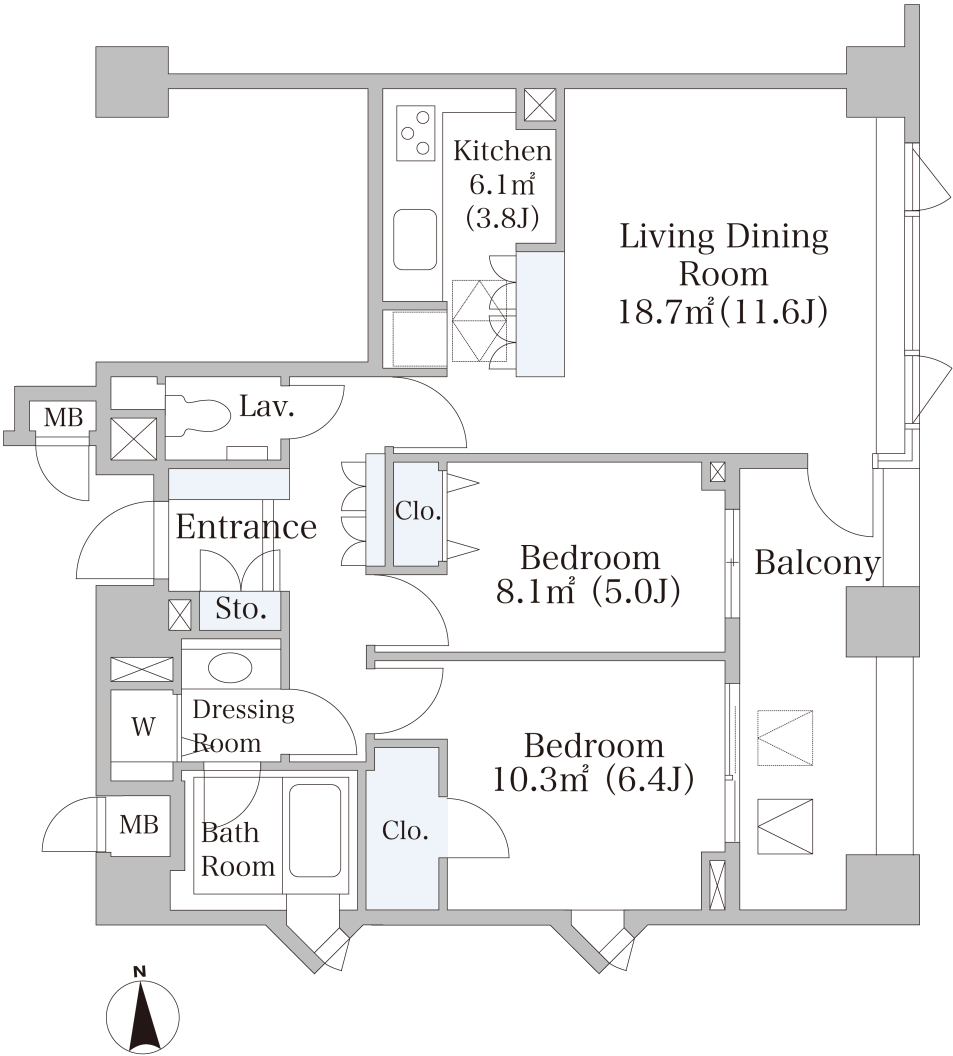 Kitchen
6.1㎡
(3.8J)
Living Dining
Room
18.7㎡(11.6J)
MB
Lav.
Clo.
Entrance
Bedroom
8.1㎡ (5.0J)
Balcony
Sto.
W
Dressing
Room
Bedroom
10.3㎡ (6.4J)
MB
Bath
Room
Clo.
N